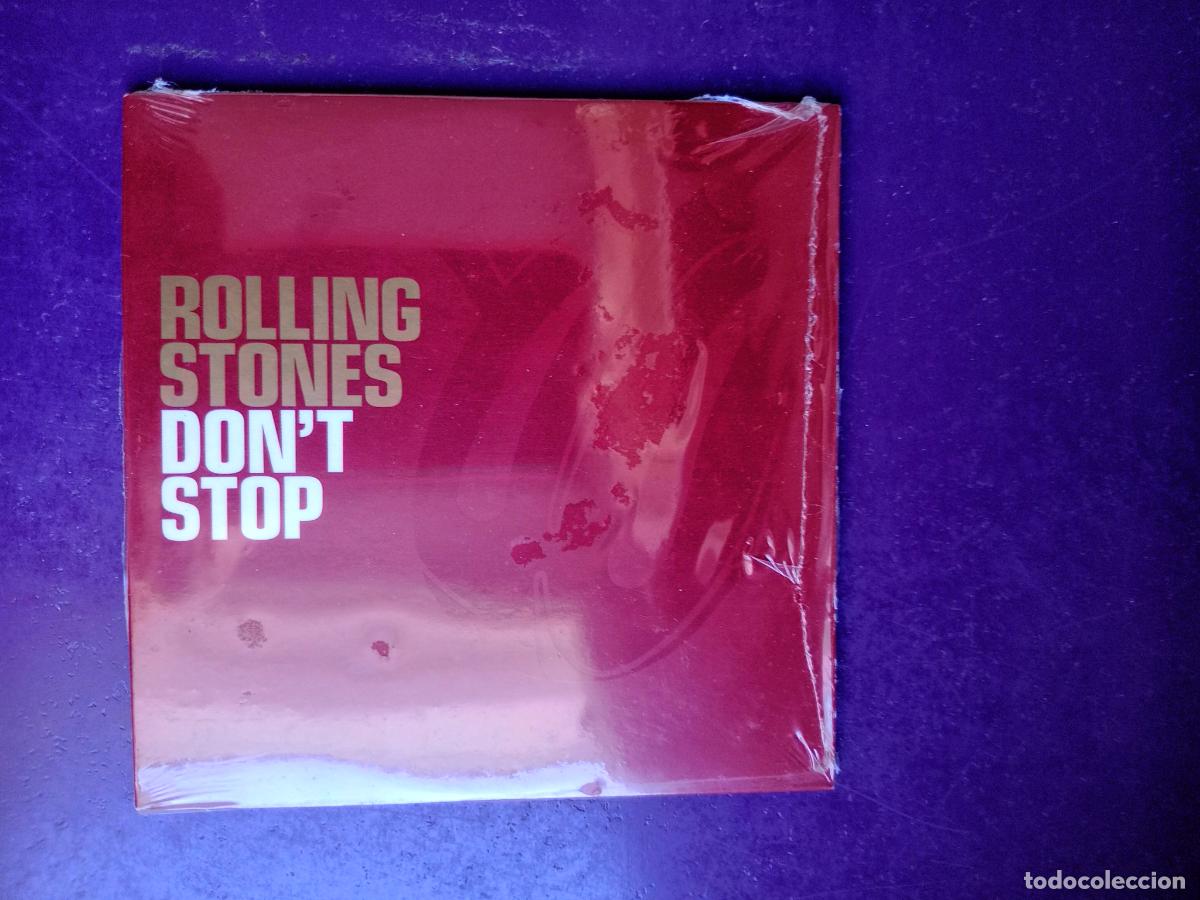 ROLLING
STONES
DON'T
STOP
todocoleccion